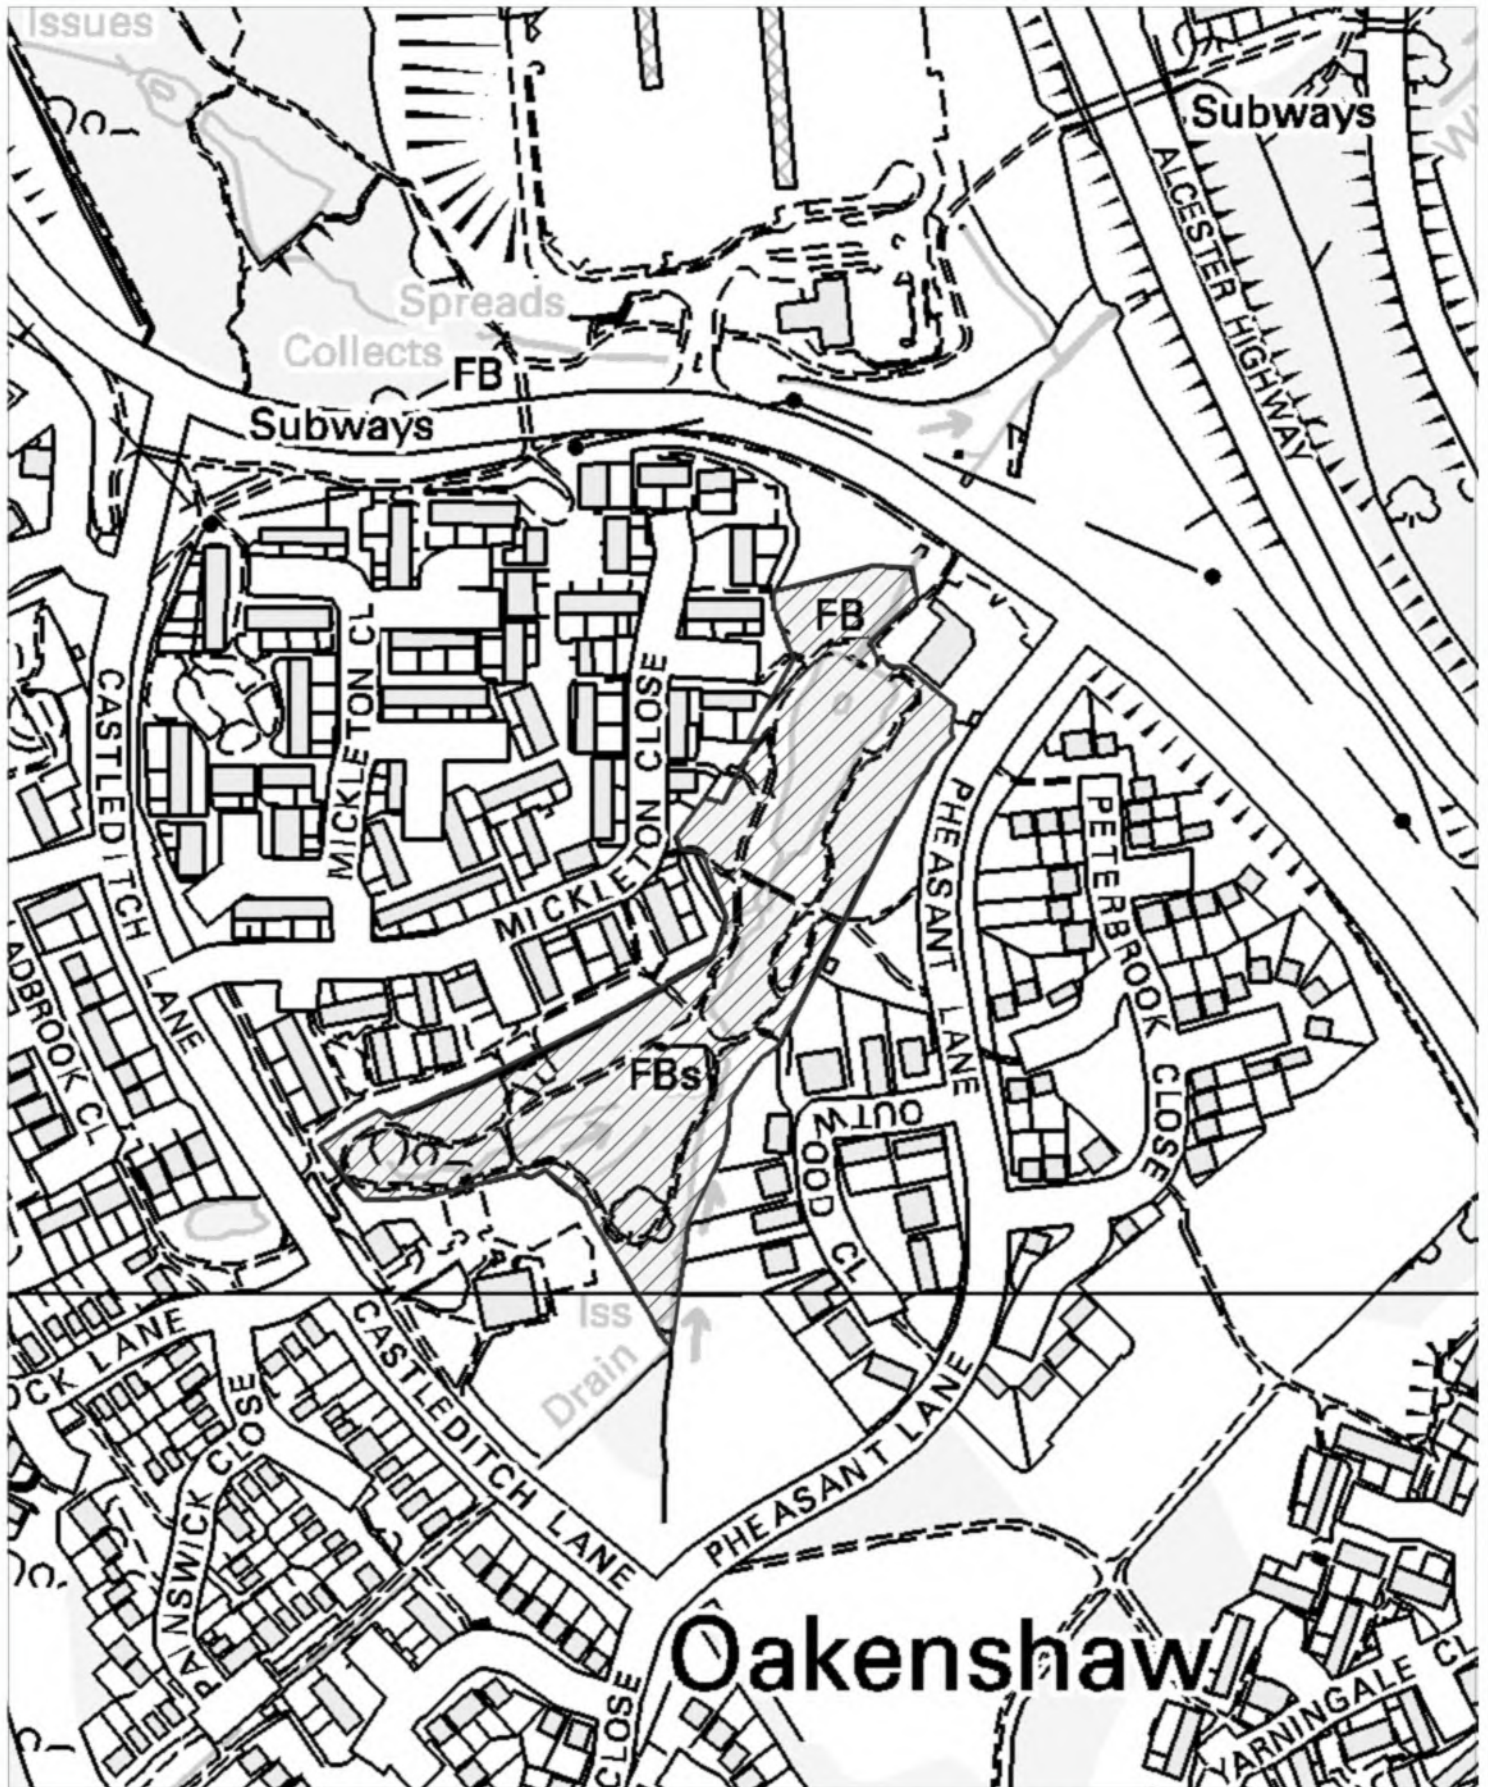 Issues
Subways
W
ALCESTER HIGHWAY
Spreads
Collects
FB
Subways
FB
CASTLEDITCH LANE
MICKLETON CL
MICKLETON CLOSE
MICKLETON
PHEASANT LANE
PETERBROOK CLOSE
ADBROOK CL
FBs
OUTWOOD CL
Iss
Drain
OCK LANE
CASTLEDITCH LANE
PAINSWICK CLOSE
PHEASANT LANE
Oakenshaw
CLOSE
YARNINGALE CL